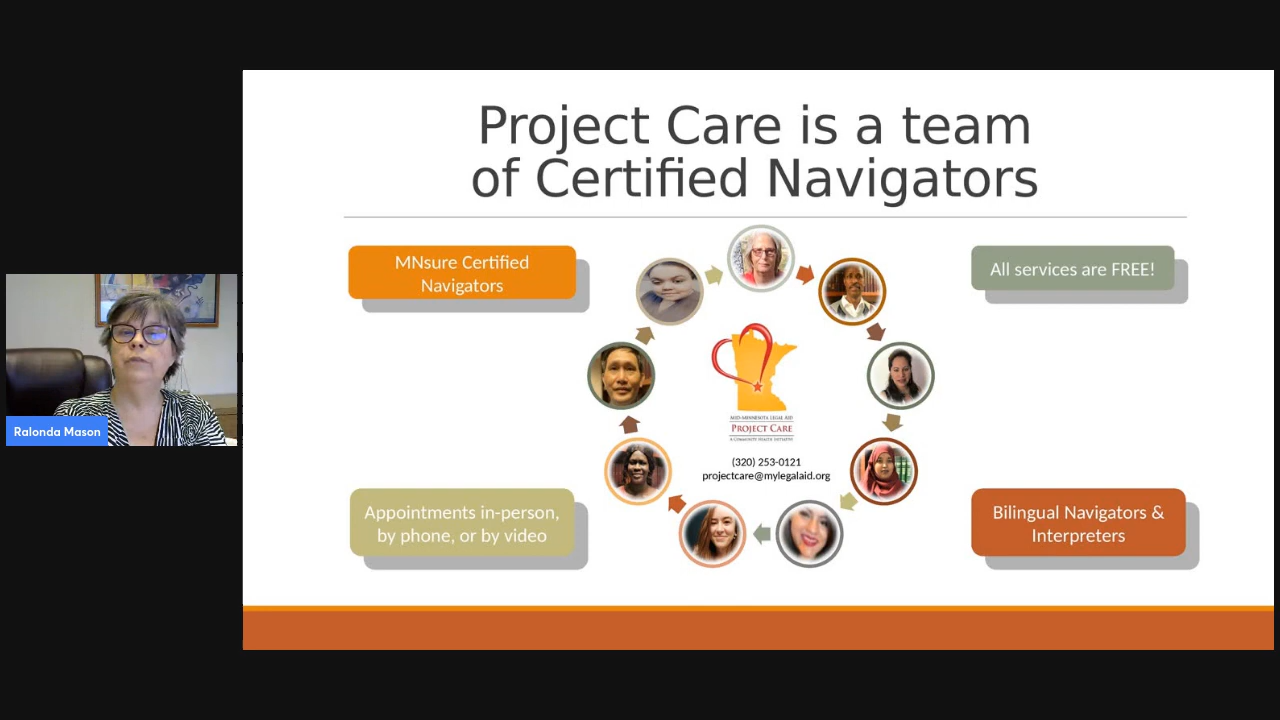 Project Care is a team
of Certified Navigators
MNsure Certified
Navigators
All services are FREE!
MID-MINNESOTA LEGAL AID
PROJECT CARE
A COMMUNITY HEALTH INITIATIVE
(320) 253-0121
projectcare@mylegalaid.org
Ralonda Mason
Appointments in-person,
by phone, or by video
Bilingual Navigators &
Interpreters